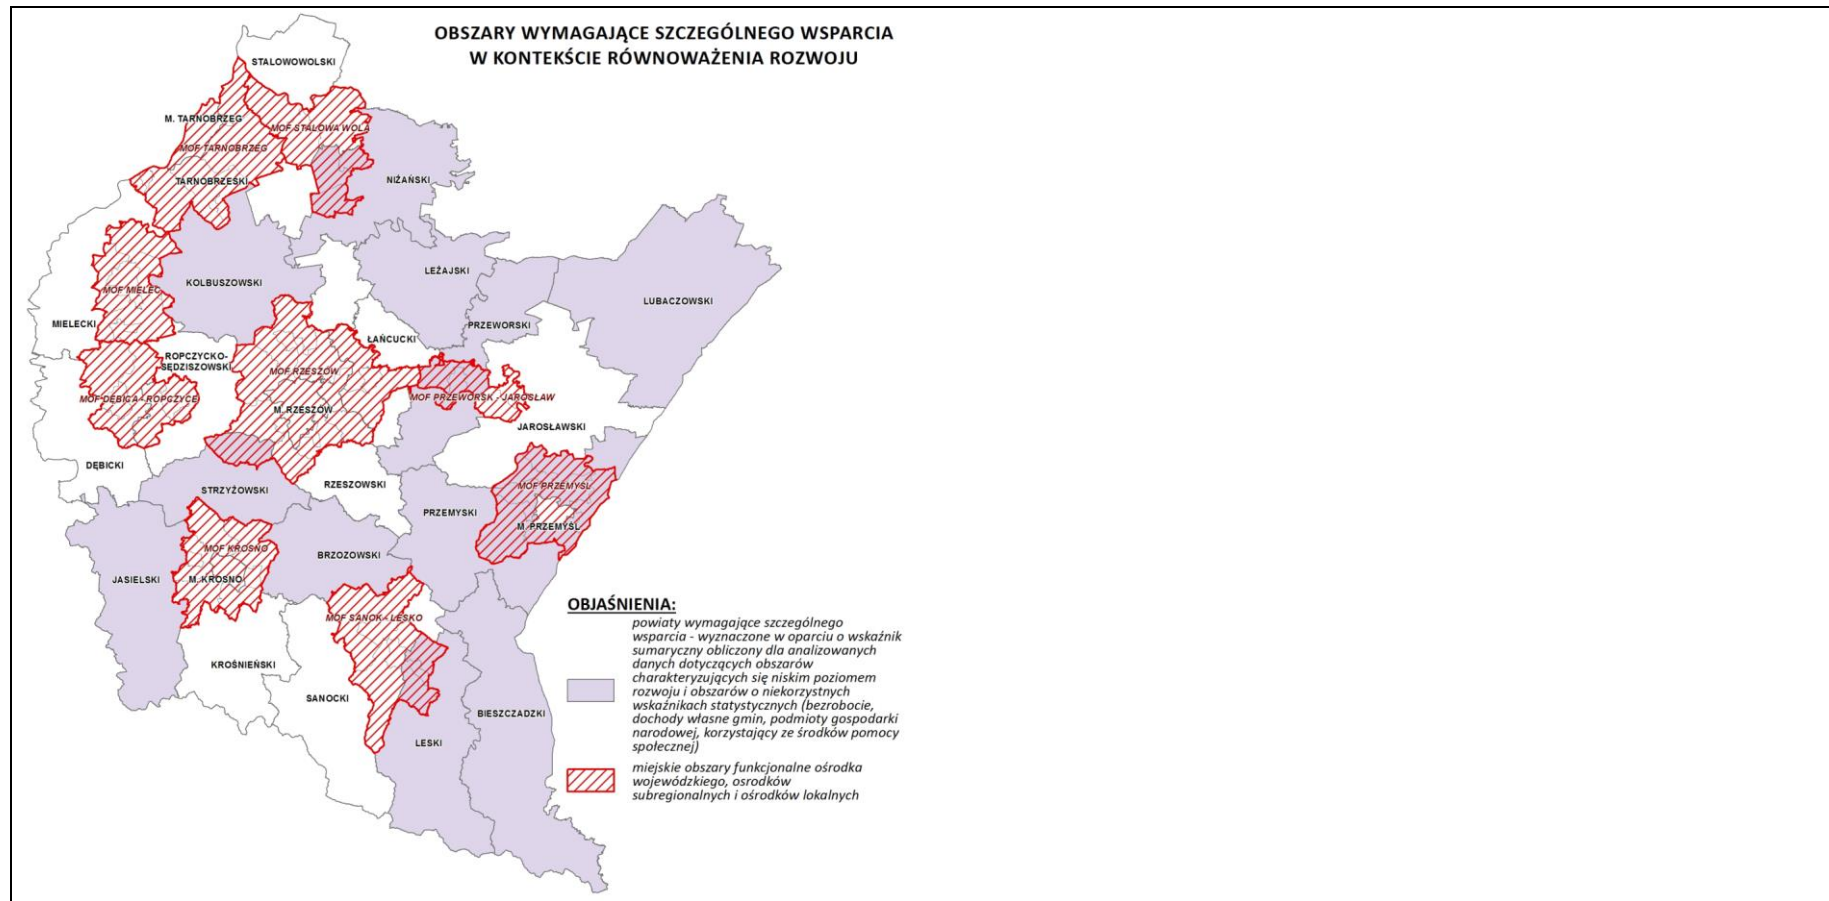 OBSZARY WYMAGAJĄCE SZCZEGÓLNEGO WSPARCIA
W KONTEKŚCIE RÓWNOWAŻENIA ROZWOJU
STALOWOWOLSKI
M. TARNOBRZEG
MOF STALOWA WOLA
MOF TARNOBRZEG
TARNOBRZESKI
NIŻAŃSKI
LEŻAJSKI
KOLBUSZOWSKI
MOF MIELEC
LUBACZOWSKI
MIELECKI
PRZEWORSKI
ŁAŃCUCKI
ROPCZYCKO-
SĘDZISZOWSKI
MOF RZESZÓW
MOF DĘBICA - ROPCZYCE
MOF PRZEWORSK - JAROSŁAW
M. RZESZÓW
JAROSŁAWSKI
DĘBICKI
RZESZOWSKI
MOF PRZEMYŚL
STRZYŻOWSKI
PRZEMYSKI
M. PRZEMYŚL
MOF KROSNO
BRZOZOWSKI
JASIELSKI
M. KROSNO
MOF SANOK - LESKO
KROŚNIEŃSKI
SANOCKI
BIESZCZADZKI
LESKI
OBJAŚNIENIA:
powiaty wymagające szczególnego
wsparcia - wyznaczone w oparciu o wskaźnik
sumaryczny obliczony dla analizowanych
danych dotyczących obszarów
charakteryzujących się niskim poziomem
rozwoju i obszarów o niekorzystnych
wskaźnikach statystycznych (bezrobocie,
dochody własne gmin, podmioty gospodarki
narodowej, korzystający ze środków pomocy
społecznej)
miejskie obszary funkcjonalne ośrodka
wojewódzkiego, osrodków
subregionalnych i ośrodków lokalnych